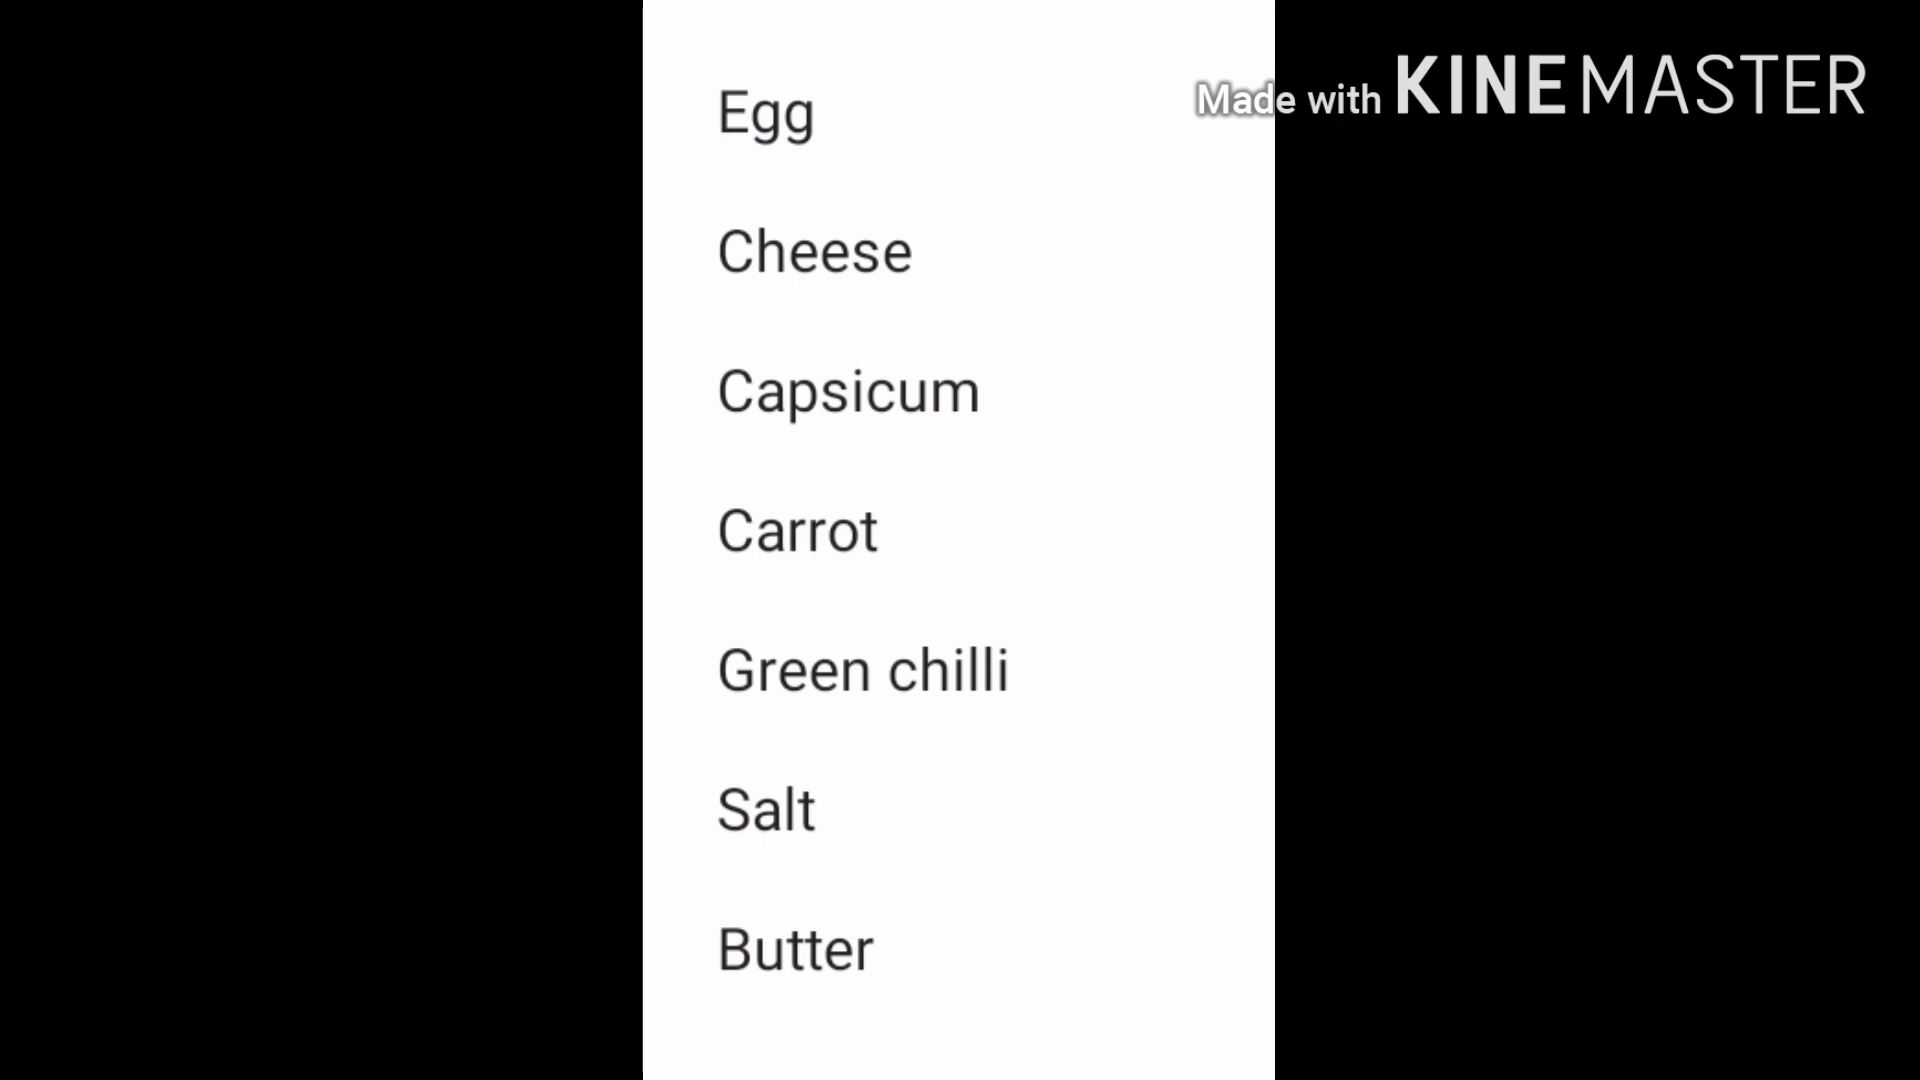 Made with KINEMASTER
Egg
Cheese
Capsicum
Carrot
Green chilli
Salt
Butter